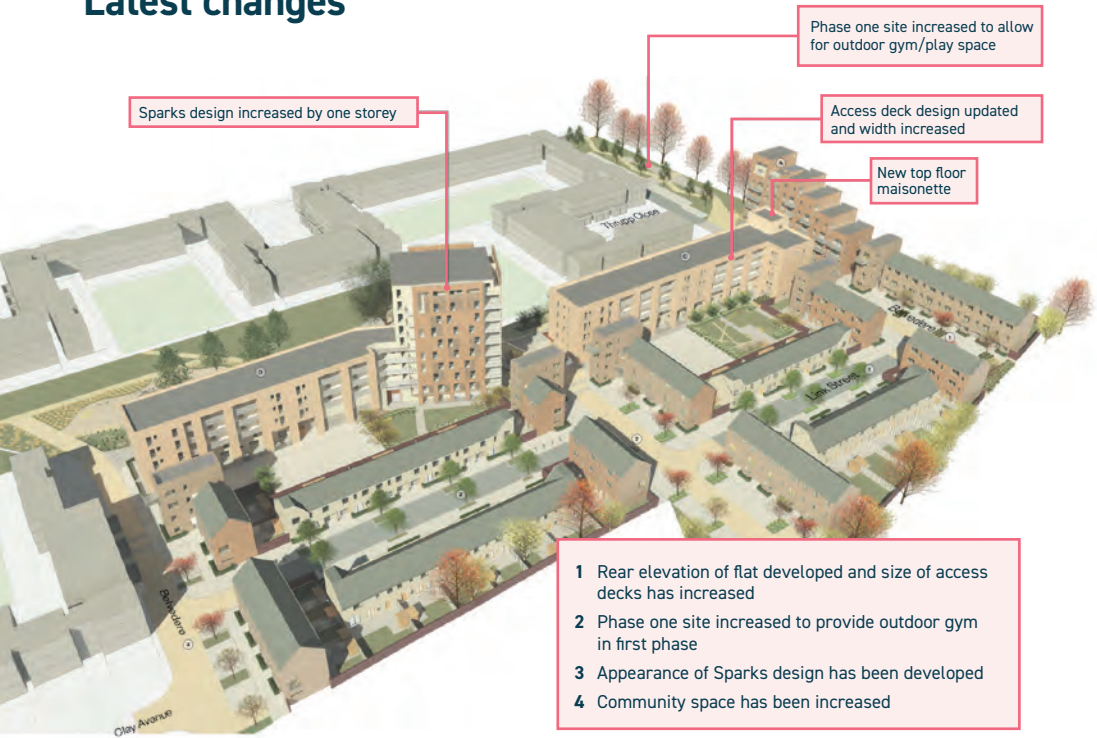 Latest changes
Phase one site increased to allow
for outdoor gym/play space
Sparks design increased by one storey
Access deck design updated
and width increased
New top floor
maisonette
Thrupp Close
Belvedere
Link Street
Belvedere
Clay Avenue
1 Rear elevation of flat developed and size of access
decks has increased
2 Phase one site increased to provide outdoor gym
in first phase
3 Appearance of Sparks design has been developed
4 Community space has been increased